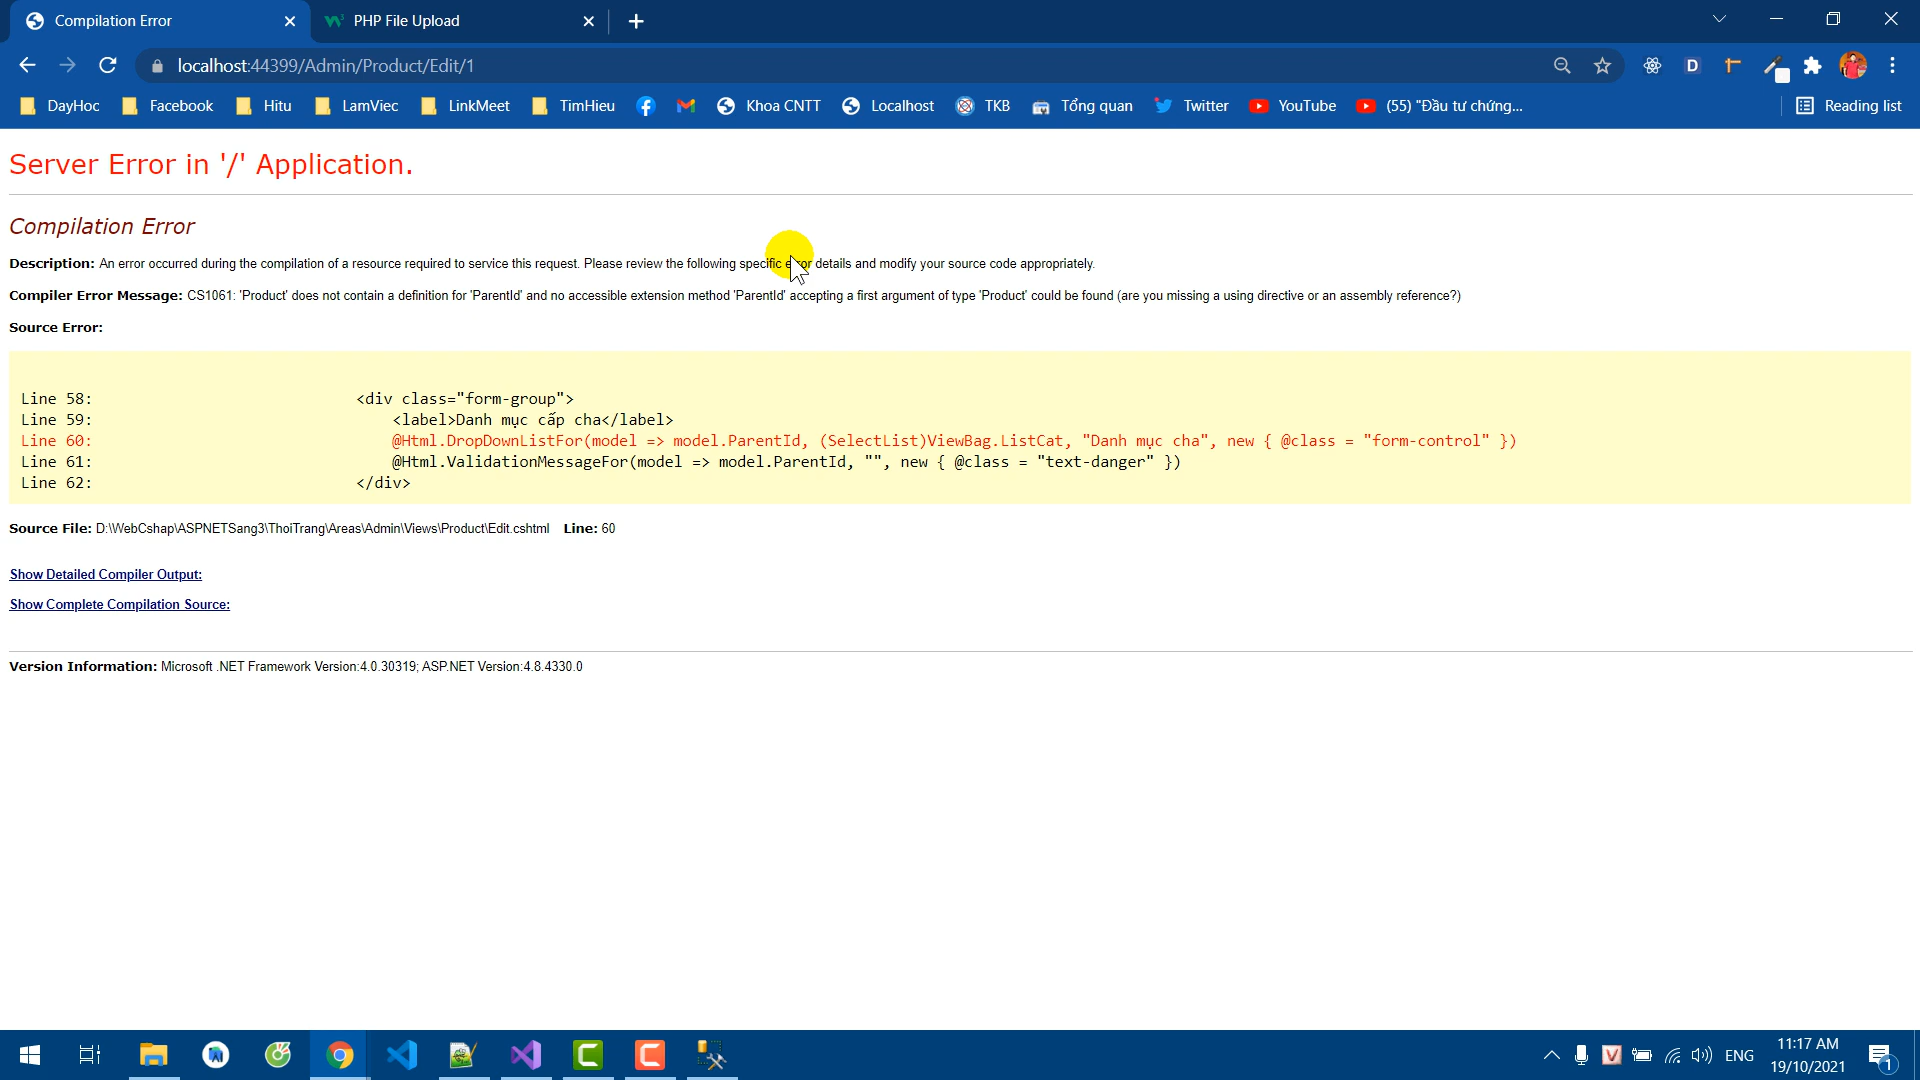 Compilation Error
PHP File Upload
localhost:44399/Admin/Product/Edit/1
DayHoc Facebook Hitu LamViec LinkMeet TimHieu Khoa CNTT Localhost TKB Tổng quan Twitter YouTube (55) "Đầu tư chứng... Reading list
Server Error in '/' Application.
Compilation Error
Description: An error occurred during the compilation of a resource required to service this request. Please review the following specific error details and modify your source code appropriately.
Compiler Error Message: CS1061: 'Product' does not contain a definition for 'ParentId' and no accessible extension method 'ParentId' accepting a first argument of type 'Product' could be found (are you missing a using directive or an assembly reference?)
Source Error:
Line 58: <div class="form-group">
Line 59: <label>Danh mục cấp cha</label>
Line 60: @Html.DropDownListFor(model => model.ParentId, (SelectList)ViewBag.ListCat, "Danh mục cha", new { @class = "form-control" })
Line 61: @Html.ValidationMessageFor(model => model.ParentId, "", new { @class = "text-danger" })
Line 62: </div>
Source File: D:\WebCshap\ASPNETSang3\ThoiTrang\Areas\Admin\Views\Product\Edit.cshtml Line: 60
Show Detailed Compiler Output:
Show Complete Compilation Source:
Version Information: Microsoft .NET Framework Version:4.0.30319; ASP.NET Version:4.8.4330.0
ENG
11:17 AM
19/10/2021
1